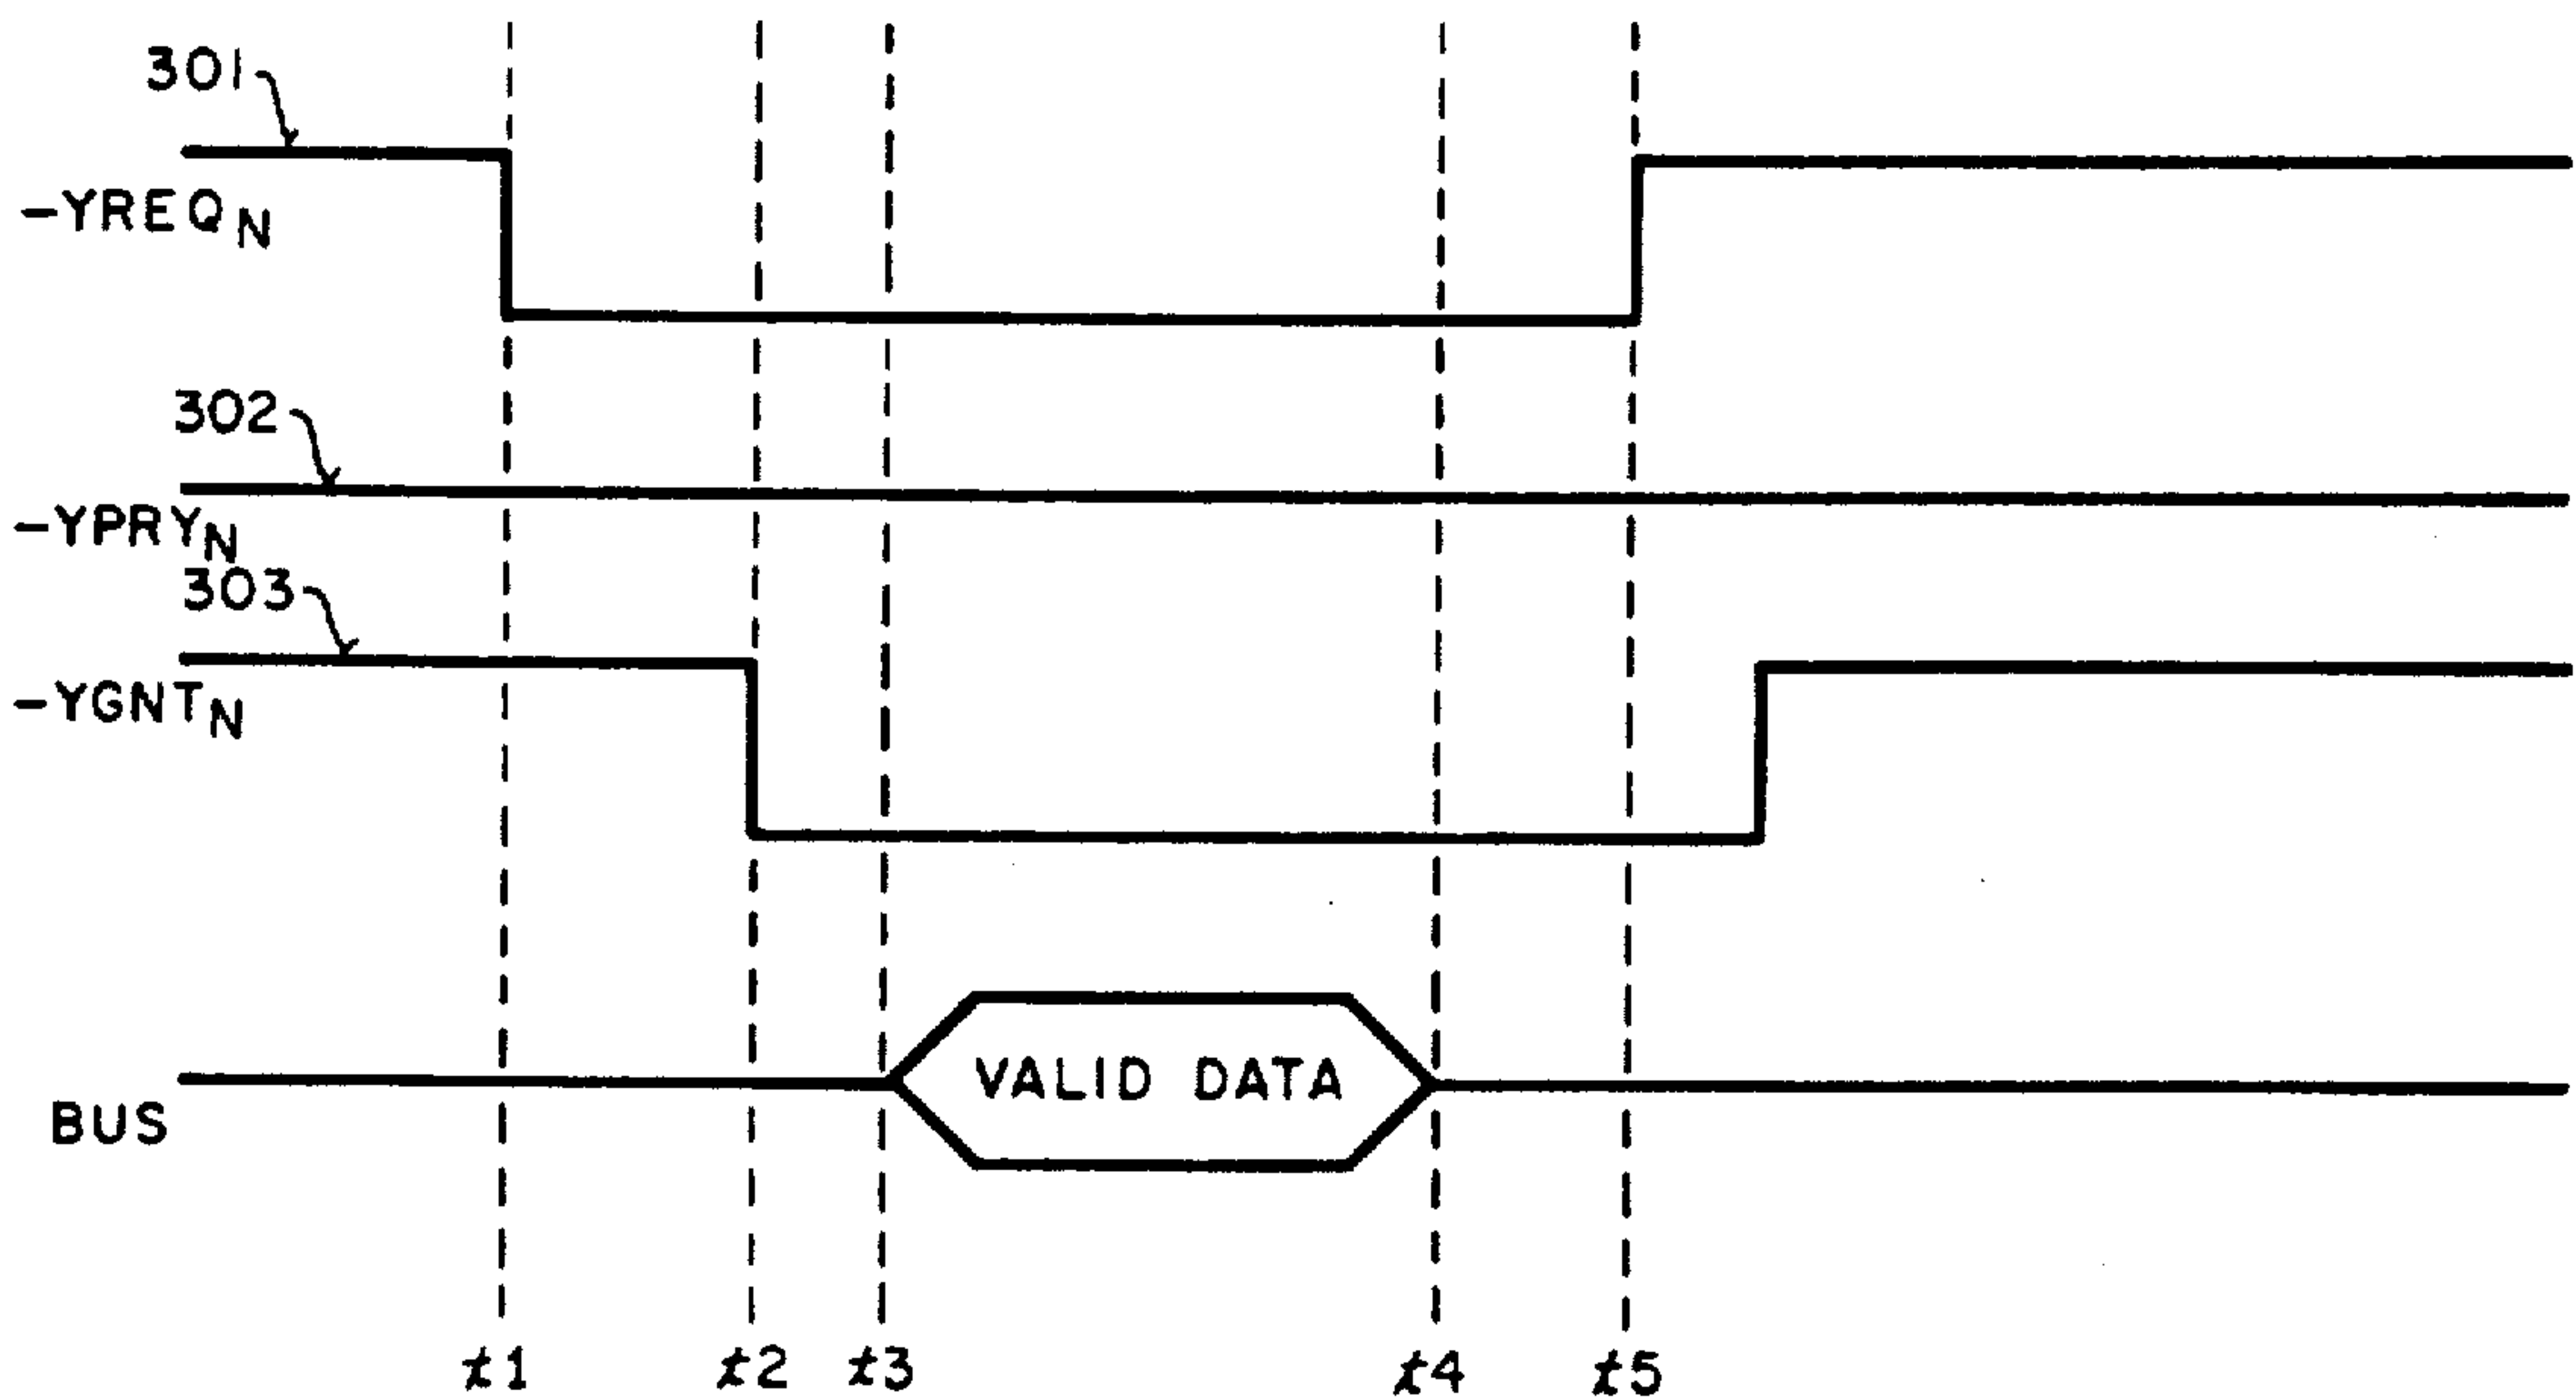 301
-YREQN
302
-YPRYN
303
-YGNTN
VALID DATA
BUS
t1 t2 t3 t4 t5